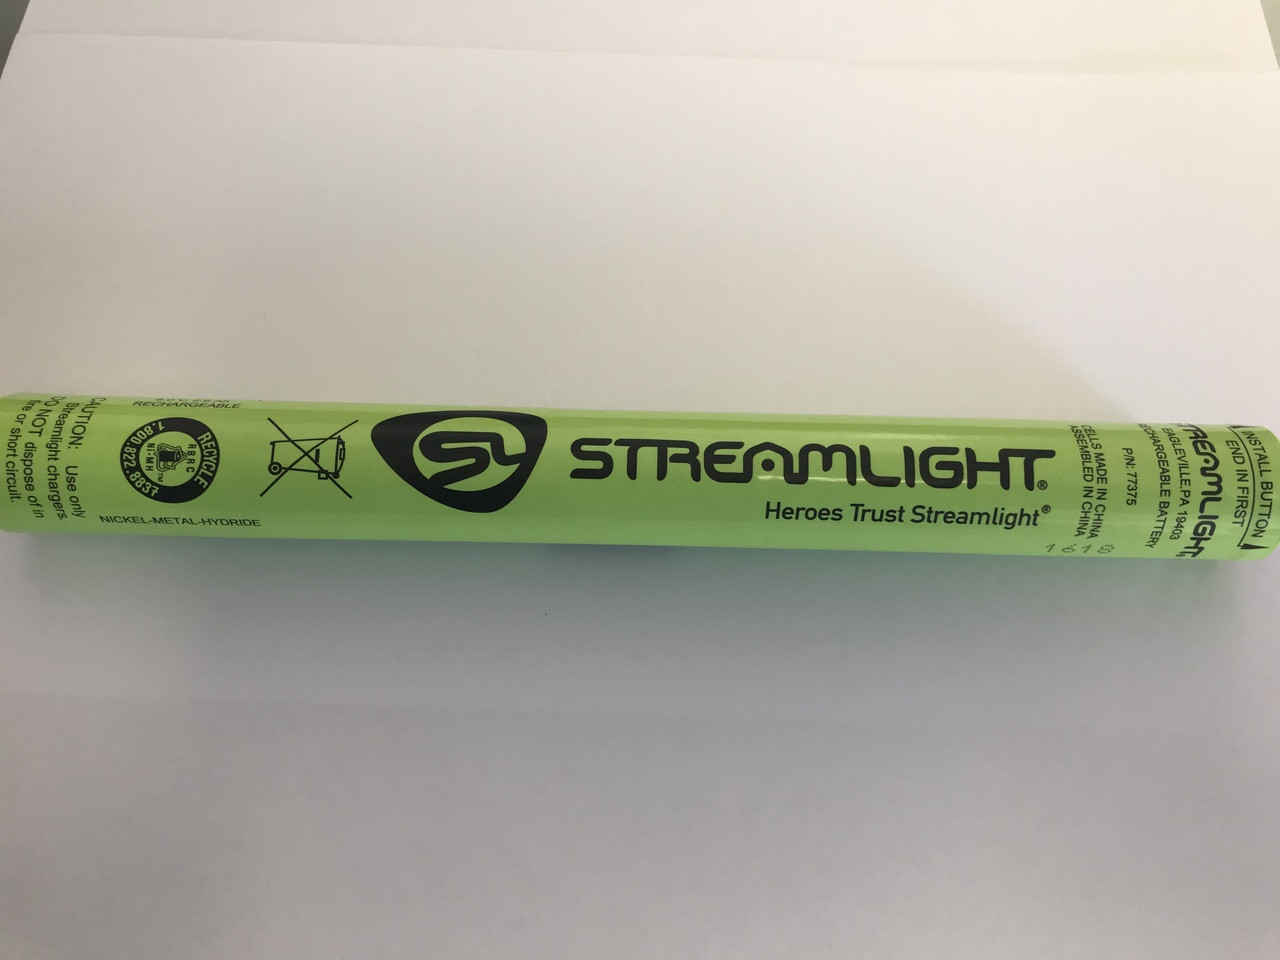 CAUTION: Use only
Streamlight chargers.
DO NOT dispose of in
fire or short circuit.
RECHARGEABLE
RECYCLE
RBRC
Ni-MH
TM
1.800.822.8837
NICKEL-METAL-HYDRIDE
SL
STREAMLIGHT®
Heroes Trust Streamlight®
CELLS MADE IN CHINA
ASSEMBLED IN CHINA
P/N: 77375
INSTALL BUTTON
END IN FIRST
STREAMLIGHT
EAGLEVILLE,PA 19403
RECHARGEABLE BATTERY